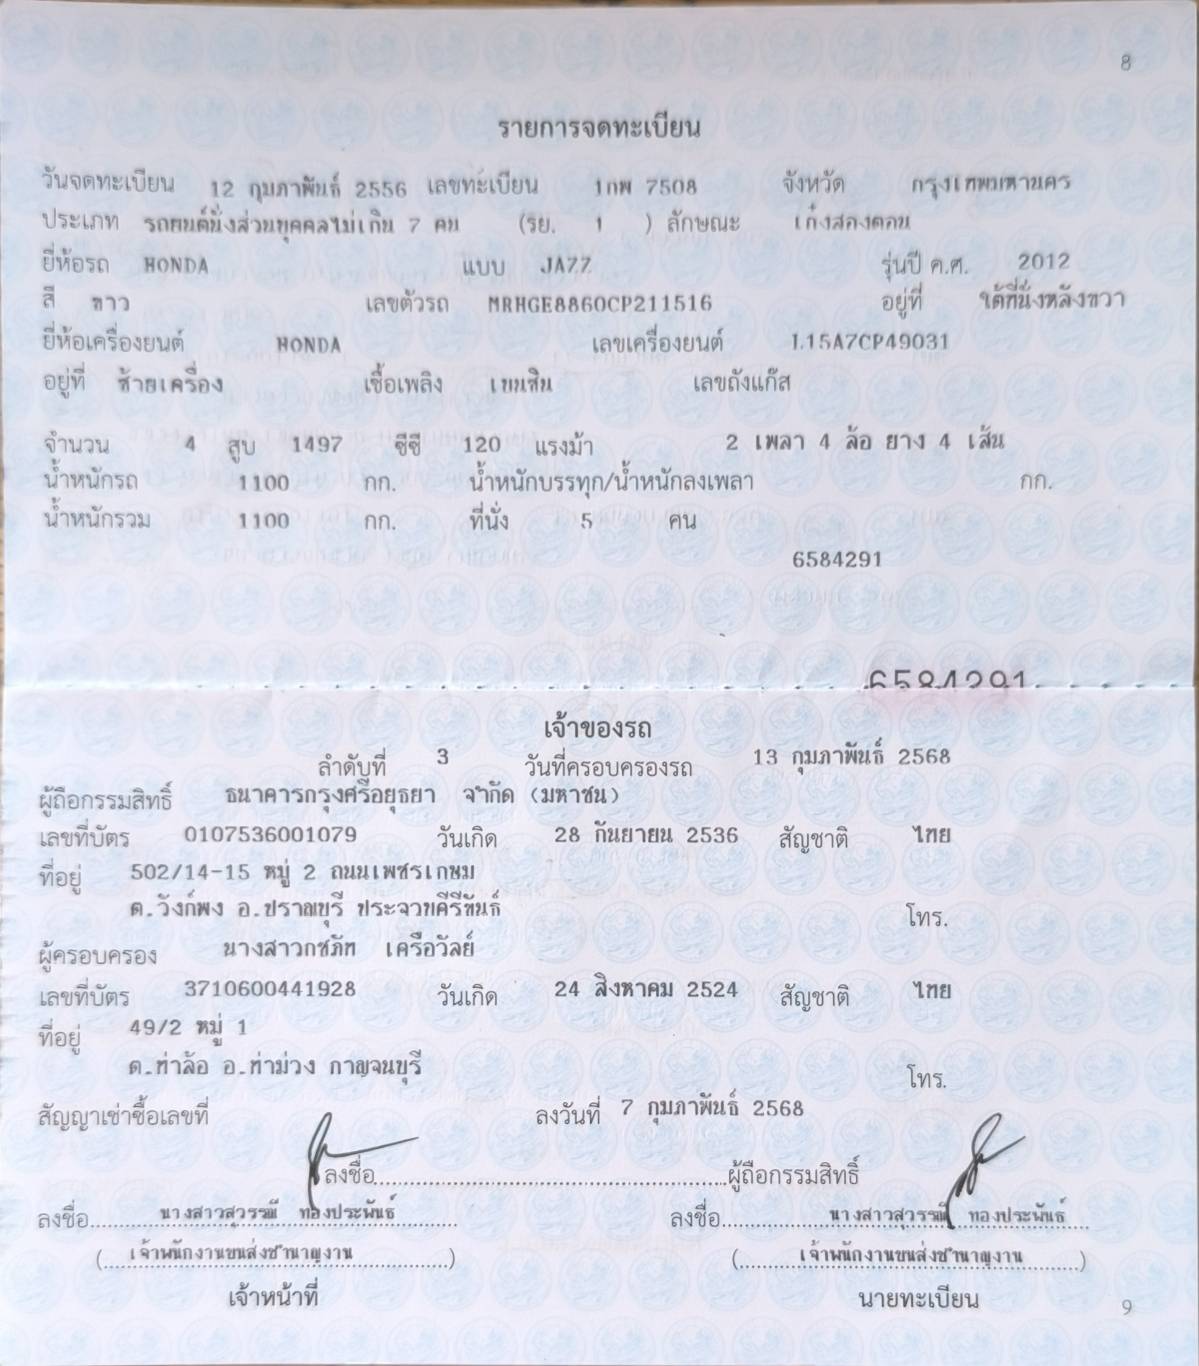 8
รายการจดทะเบียน
วันจดทะเบียน 12 กุมภาพันธ์ 2556 เลขทะเบียน 1กพ 7508 จังหวัด กรุงเทพมหานคร
ประเภท รถยนต์นั่งส่วนบุคคลไม่เกิน 7 คน (รย. 1 ) ลักษณะ เก๋งสองตอน
ยี่ห้อรถ HONDA แบบ JAZZ รุ่นปี ค.ศ. 2012
สี ขาว เลขตัวรถ MRHGE8860CP211516 อยู่ที่ ใต้ที่นั่งหลังขวา
ยี่ห้อเครื่องยนต์ HONDA เลขเครื่องยนต์ L15A7CP49031
อยู่ที่ ซ้ายเครื่อง เชื้อเพลิง เบนซิน เลขถังแก๊ส
จำนวน 4 สูบ 1497 ซีซี 120 แรงม้า 2 เพลา 4 ล้อ ยาง 4 เส้น
น้ำหนักรถ 1100 กก. น้ำหนักบรรทุก/น้ำหนักลงเพลา กก.
น้ำหนักรวม 1100 กก. ที่นั่ง 5 คน
6584291
6584291
เจ้าของรถ
ลำดับที่ 3 วันที่ครอบครองรถ 13 กุมภาพันธ์ 2568
ผู้ถือกรรมสิทธิ์ ธนาคารกรุงศรีอยุธยา จำกัด (มหาชน)
เลขที่บัตร 0107536001079 วันเกิด 28 กันยายน 2536 สัญชาติ ไทย
ที่อยู่ 502/14-15 หมู่ 2 ถนนเพชรเกษม
ต.วังก์พง อ.ปราณบุรี ประจวบคีรีขันธ์ โทร.
ผู้ครอบครอง นางสาวกชภัท เครือวัลย์
เลขที่บัตร 3710600441928 วันเกิด 24 สิงหาคม 2524 สัญชาติ ไทย
ที่อยู่ 49/2 หมู่ 1
ต.ท่าล้อ อ.ท่าม่วง กาญจนบุรี โทร.
สัญญาเช่าซื้อเลขที่ ลงวันที่ 7 กุมภาพันธ์ 2568
ลงชื่อ ผู้ถือกรรมสิทธิ์
ลงชื่อ นางสาวสุวรรณี ทองประพันธ์ ลงชื่อ นางสาวสุวรรณี ทองประพันธ์
(เจ้าพนักงานขนส่งชำนาญงาน) (เจ้าพนักงานขนส่งชำนาญงาน)
เจ้าหน้าที่ นายทะเบียน
9